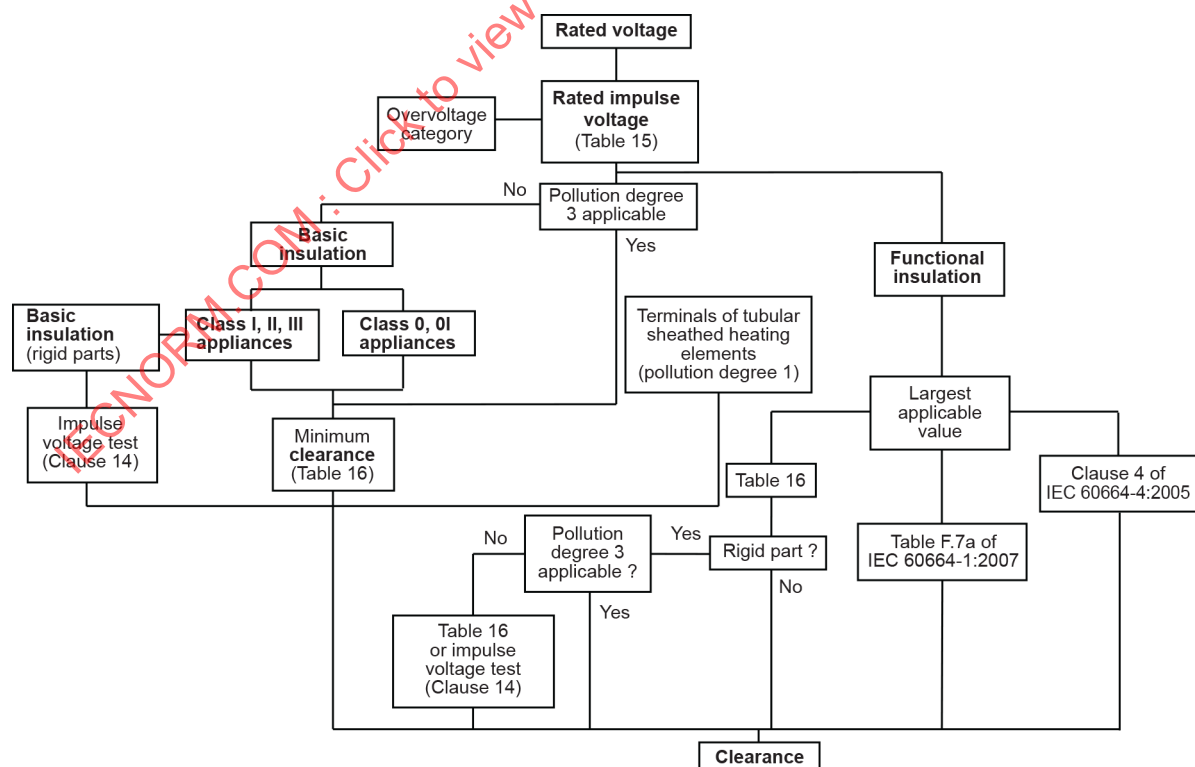 Rated voltage
Rated impulse
voltage
(Table 15)
Overvoltage
category
No
Pollution degree
3 applicable
Yes
Basic
insulation
Functional
insulation
Basic
insulation
(rigid parts)
Class I, II, III
appliances
Class 0, 0I
appliances
Terminals of tubular
sheathed heating
elements
(pollution degree 1)
Impulse
voltage test
(Clause 14)
Minimum
clearance
(Table 16)
Largest
applicable
value
Table 16
Clause 4 of
IEC 60664-4:2005
No
Pollution
degree 3
applicable ?
Yes
Rigid part ?
Table F.7a of
IEC 60664-1:2007
No
Yes
Table 16
or impulse
voltage test
(Clause 14)
Clearance
IECNORM.COM : Click to view